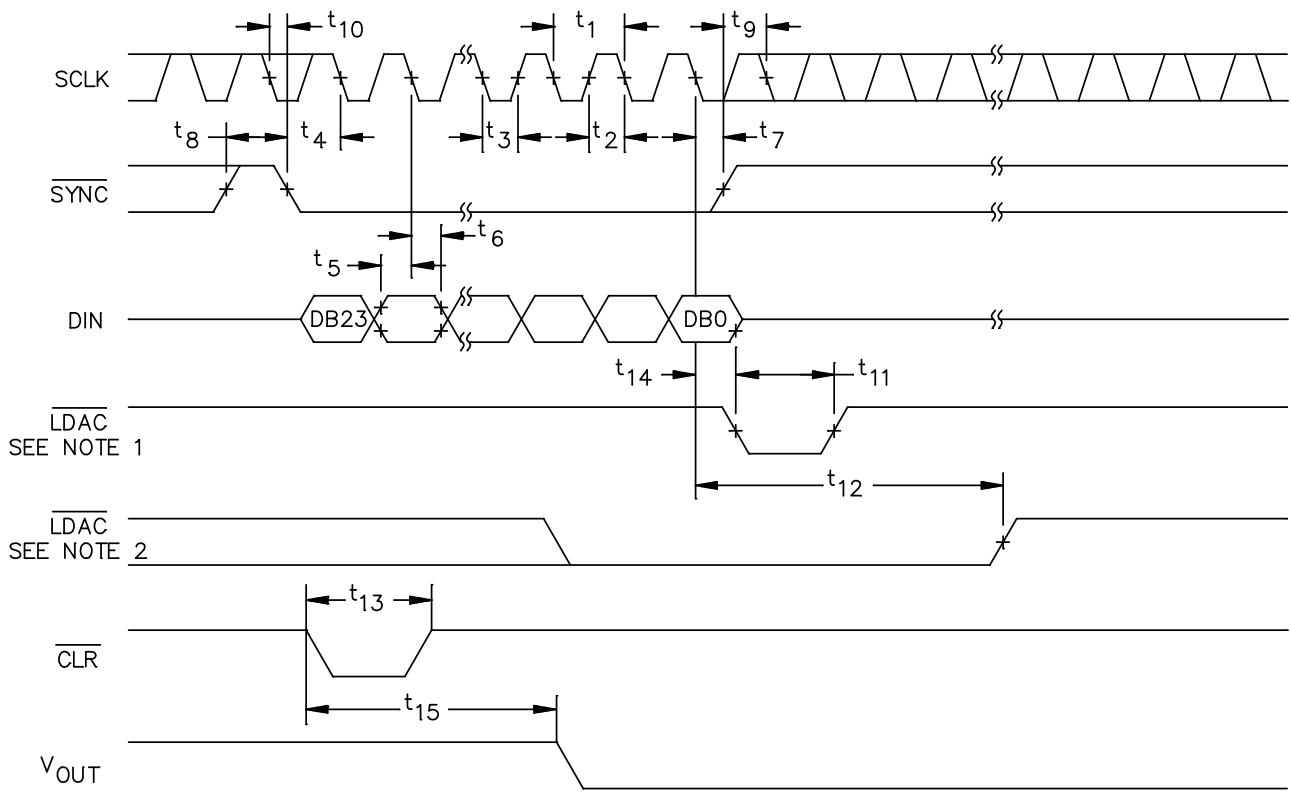 t10 t1 t9
SCLK
t8 t4 t3 t2 t7
SYNC
t5 t6
DIN DB23 DB0
t14 t11
LDAC
SEE NOTE 1
t12
LDAC
SEE NOTE 2
t13
CLR
t15
VOUT